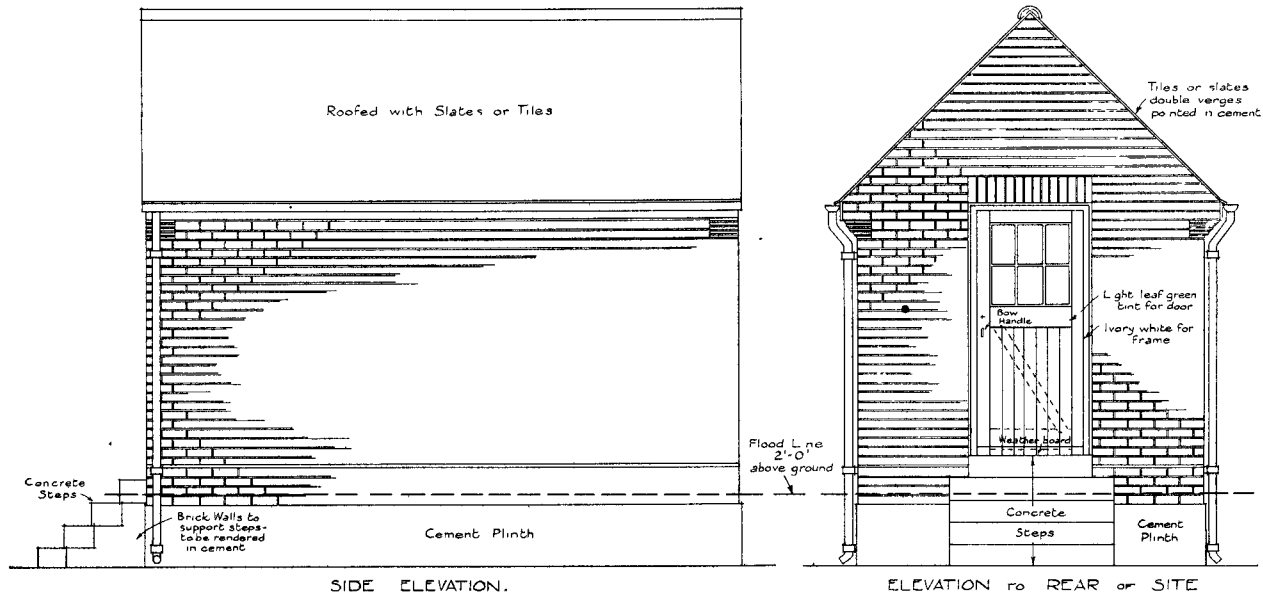 Roofed with Slates or Tiles
Concrete
Steps
Brick Walls to
support steps-
to be rendered
in cement
Cement Plinth
SIDE ELEVATION.
Flood Line
2'-0"
above ground
Tiles or slates
double verges
pointed in cement
Light leaf green
tint for door
Bow
Handle
Ivory white for
Frame
Weather board
Concrete
Steps
Cement
Plinth
ELEVATION TO REAR OF SITE